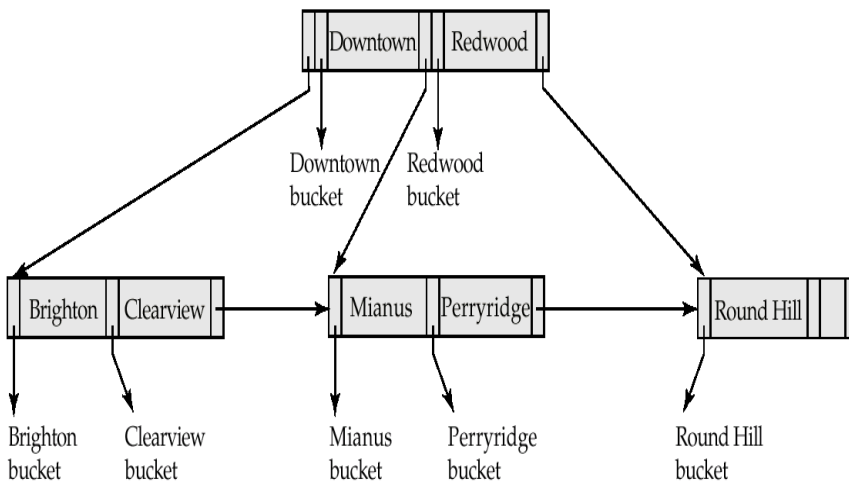 Downtown Redwood
Downtown bucket
Redwood bucket
Brighton Clearview
Mianus Perryridge
Round Hill
Brighton bucket
Clearview bucket
Mianus bucket
Perryridge bucket
Round Hill bucket